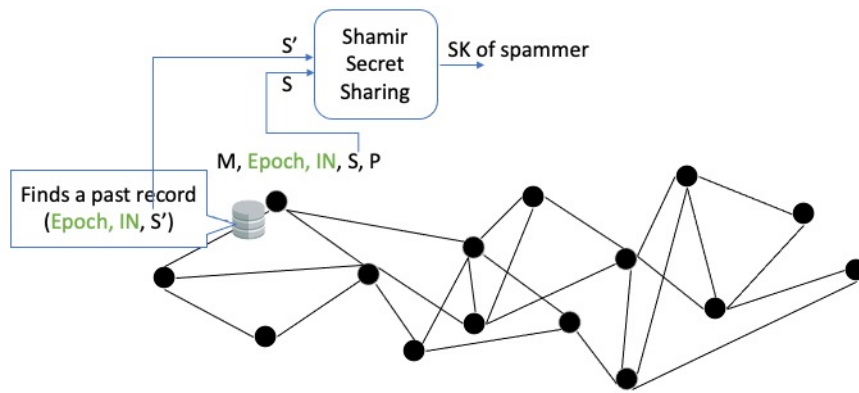 S’
Shamir
Secret
Sharing
SK of spammer
S
M, Epoch, IN, S, P
Finds a past record
(Epoch, IN, S’)